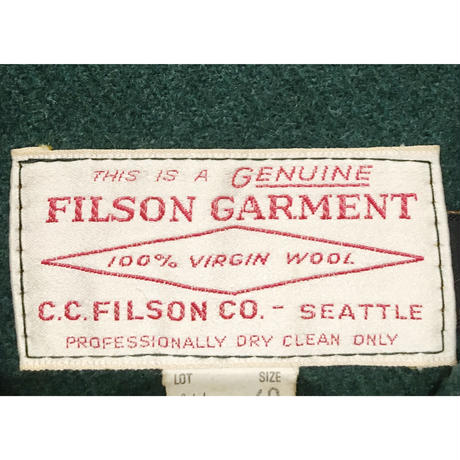 THIS IS A GENUINE
FILSON GARMENT
100% VIRGIN WOOL
C.C. FILSON CO. - SEATTLE
PROFESSIONALLY DRY CLEAN ONLY
LOT SIZE